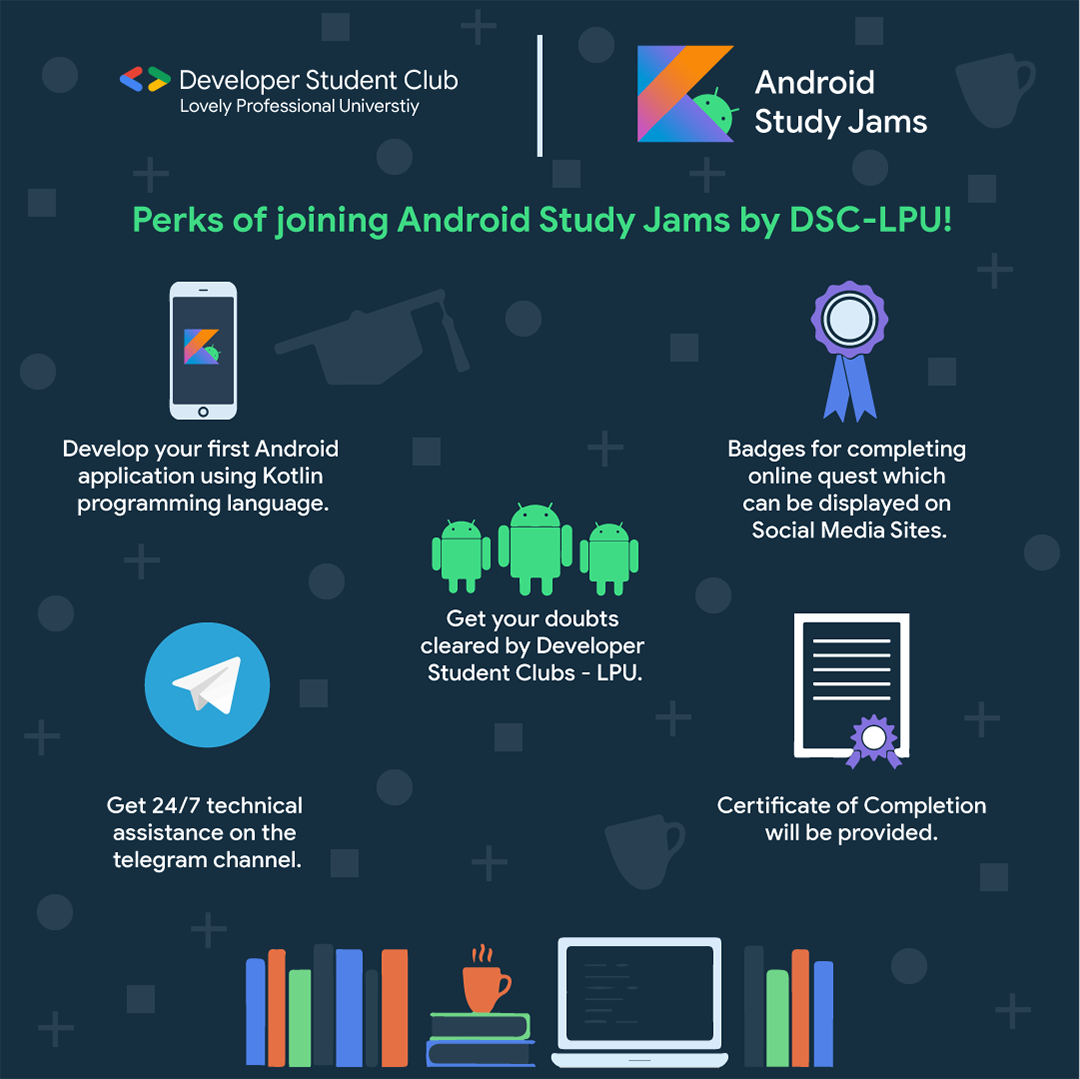 Developer Student Club
Lovely Professional Universtiy
Android
Study Jams
Perks of joining Android Study Jams by DSC-LPU!
Develop your first Android
application using Kotlin
programming language.
Badges for completing
online quest which
can be displayed on
Social Media Sites.
Get your doubts
cleared by Developer
Student Clubs - LPU.
Get 24/7 technical
assistance on the
telegram channel.
Certificate of Completion
will be provided.